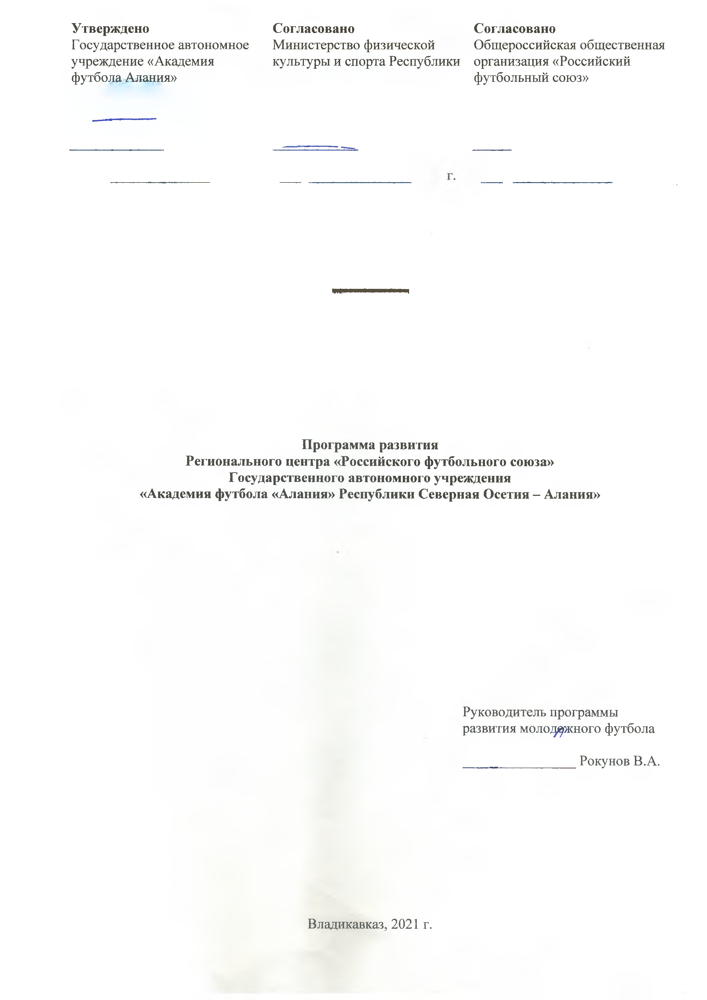 Утверждено
Государственное автономное
учреждение «Академия
футбола Алания»
Согласовано
Министерство физической
культуры и спорта Республики
Согласовано
Общероссийская общественная
организация «Российский
футбольный союз»
г.
Программа развития
Регионального центра «Российского футбольного союза»
Государственного автономного учреждения
«Академия футбола «Алания» Республики Северная Осетия – Алания»
Руководитель программы
развития молодежного футбола
Рокунов В.А.
Владикавказ, 2021 г.